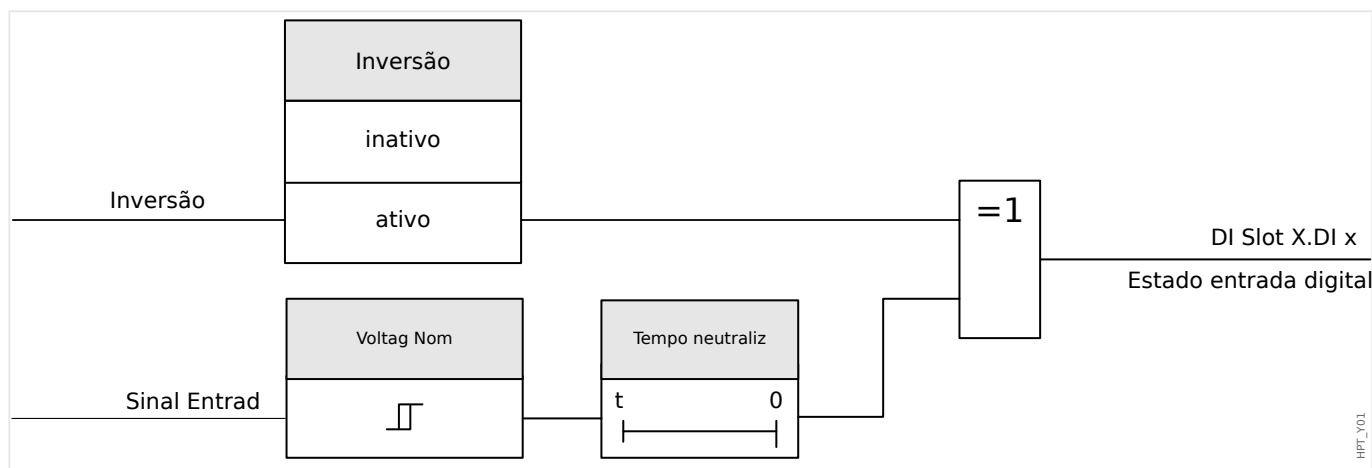 Inversão
inativo
Inversão
ativo
=1
DI Slot X.DI x
Estado entrada digital
Voltag Nom
Tempo neutraliz
Sinal Entrad
t 0
HPT_Y01